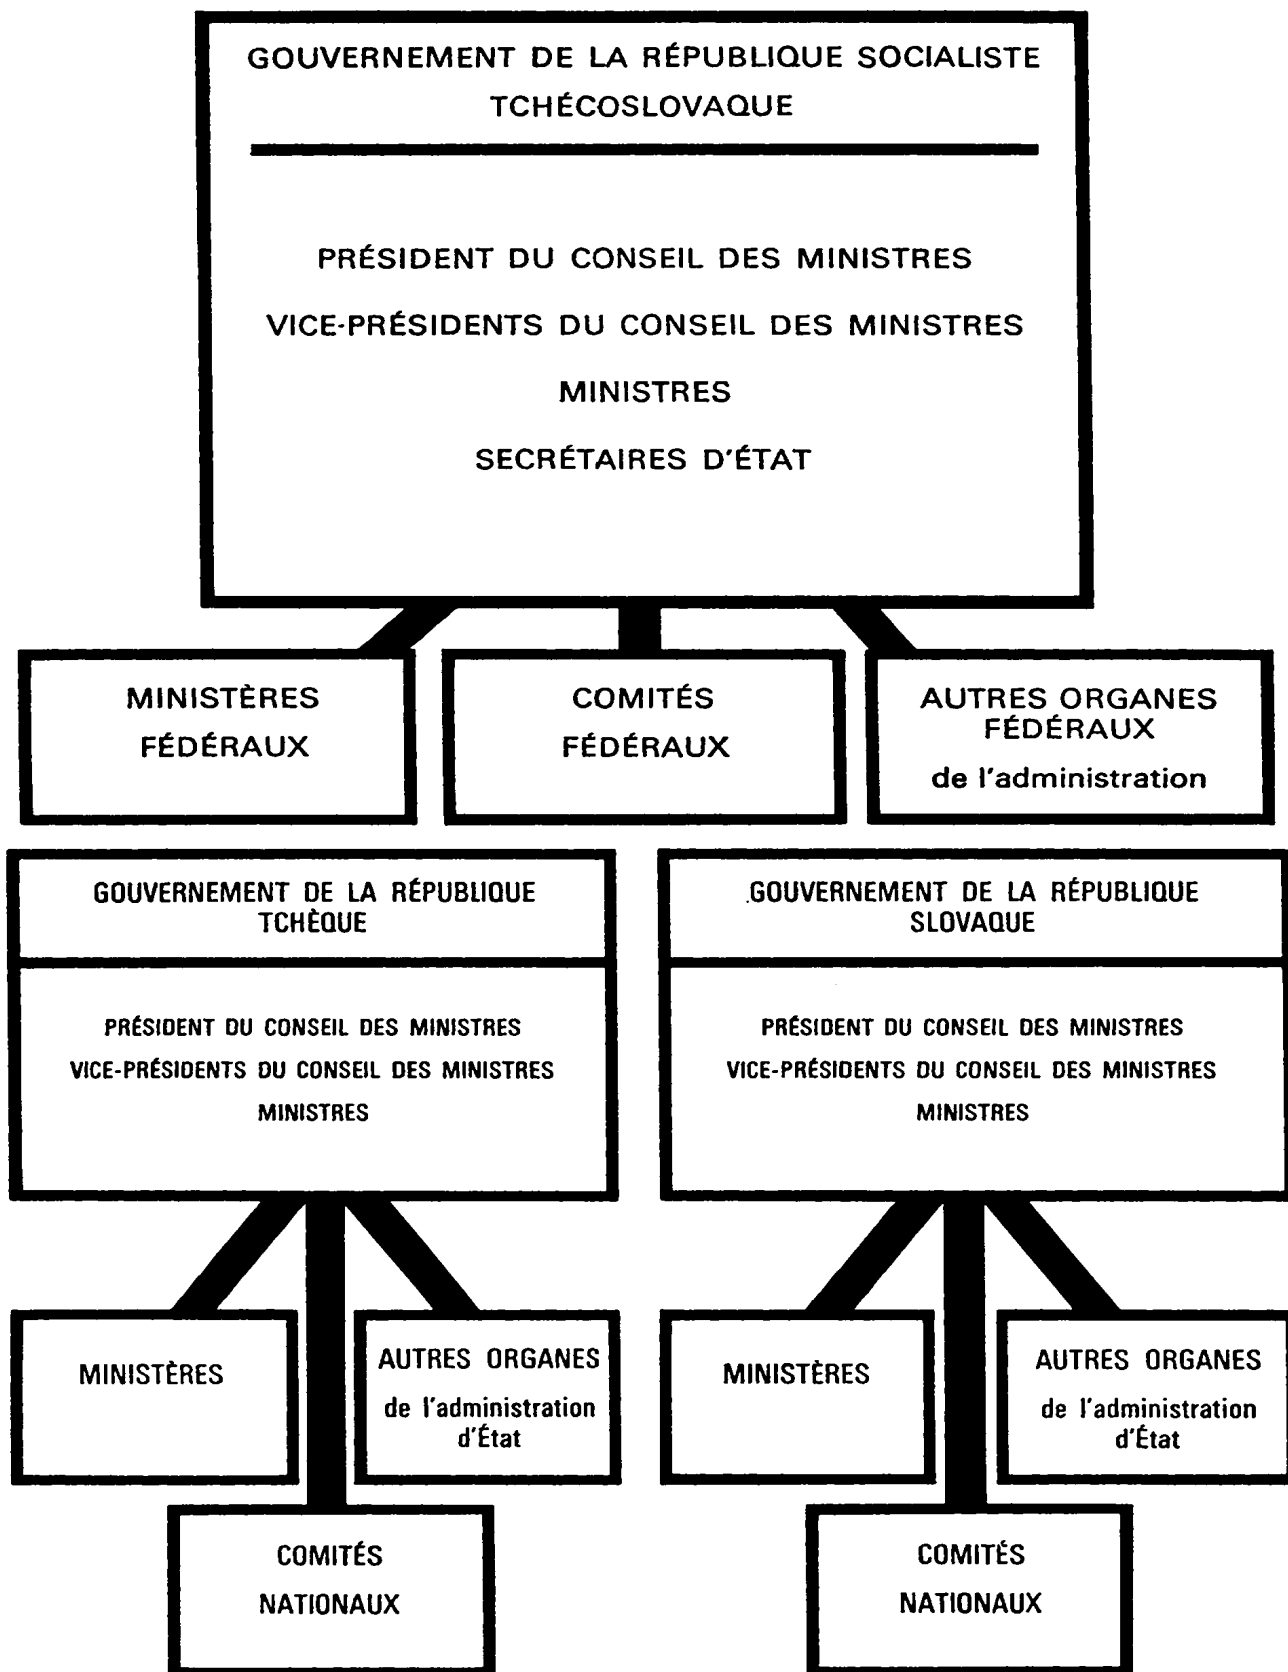 GOUVERNEMENT DE LA RÉPUBLIQUE SOCIALISTE
TCHÉCOSLOVAQUE
PRÉSIDENT DU CONSEIL DES MINISTRES
VICE-PRÉSIDENTS DU CONSEIL DES MINISTRES
MINISTRES
SECRÉTAIRES D'ÉTAT
MINISTÈRES
FÉDÉRAUX
COMITÉS
FÉDÉRAUX
AUTRES ORGANES
FÉDÉRAUX
de l'administration
GOUVERNEMENT DE LA RÉPUBLIQUE
TCHÈQUE
PRÉSIDENT DU CONSEIL DES MINISTRES
VICE-PRÉSIDENTS DU CONSEIL DES MINISTRES
MINISTRES
GOUVERNEMENT DE LA RÉPUBLIQUE
SLOVAQUE
PRÉSIDENT DU CONSEIL DES MINISTRES
VICE-PRÉSIDENTS DU CONSEIL DES MINISTRES
MINISTRES
MINISTÈRES
AUTRES ORGANES
de l'administration
d'État
COMITÉS
NATIONAUX
MINISTÈRES
AUTRES ORGANES
de l'administration
d'État
COMITÉS
NATIONAUX